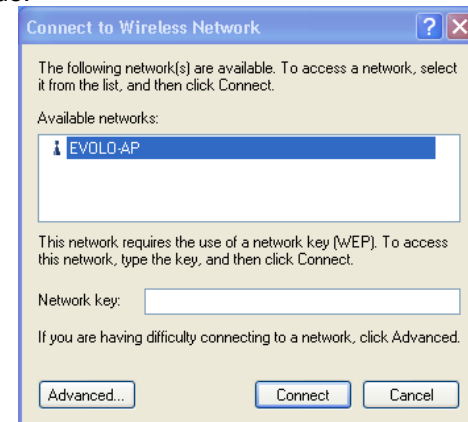 Connect to Wireless Network
The following network(s) are available. To access a network, select
it from the list, and then click Connect.
Available networks:
EVOLO-AP
This network requires the use of a network key (WEP). To access
this network, type the key, and then click Connect.
Network key:
If you are having difficulty connecting to a network, click Advanced.
Advanced... Connect Cancel